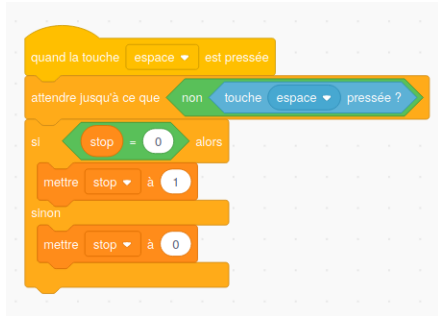 quand la touche espace est pressée
attendre jusqu'à ce que non touche espace pressée ?
si stop = 0 alors
mettre stop à 1
sinon
mettre stop à 0